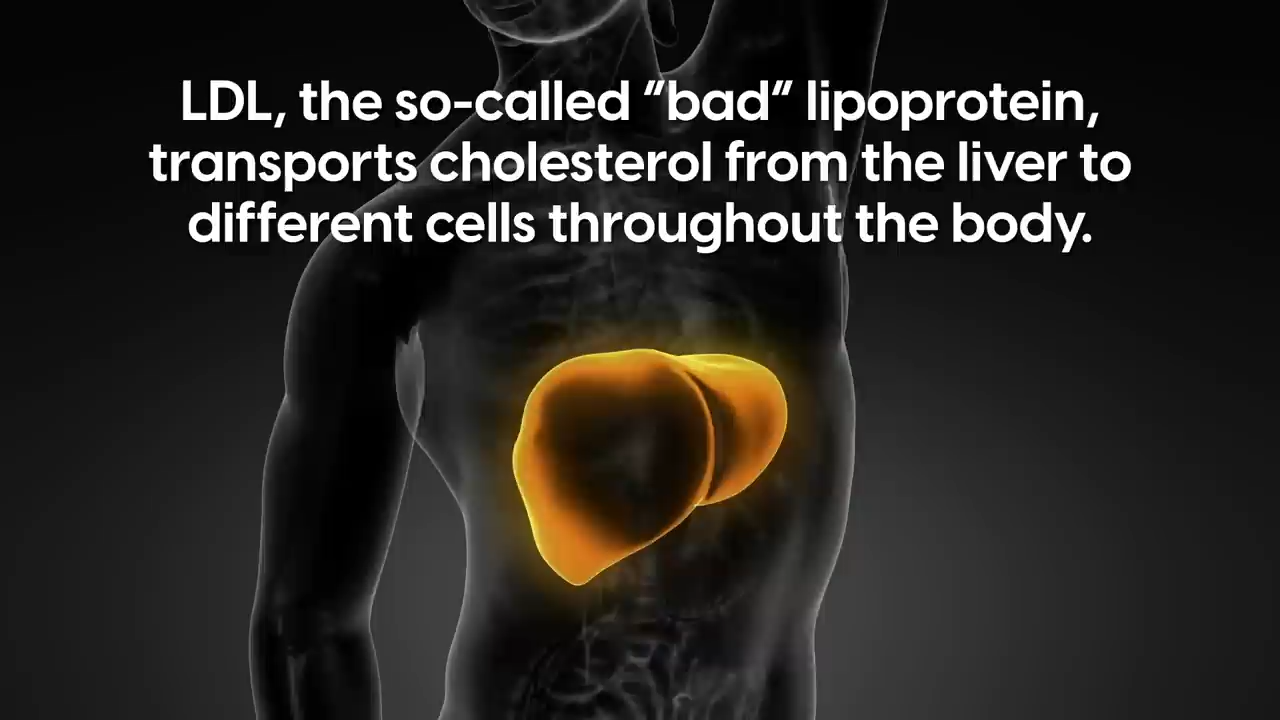 LDL, the so-called "bad" lipoprotein,
transports cholesterol from the liver to
different cells throughout the body.